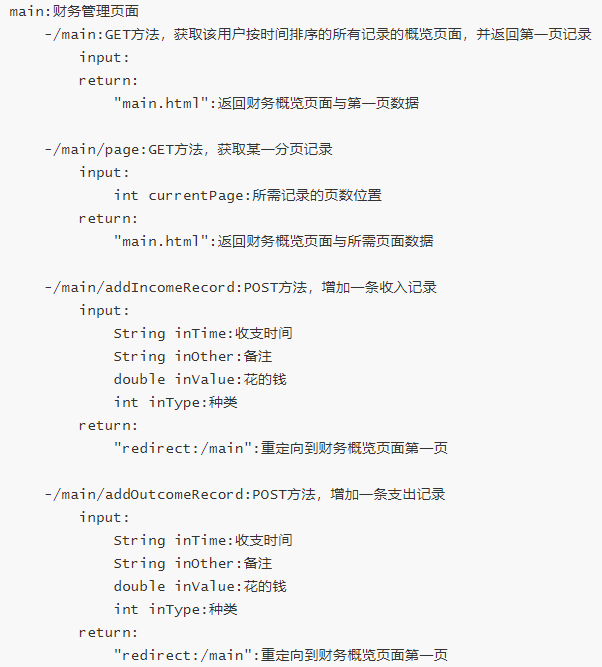 main:财务管理页面
-/main:GET方法，获取该用户按时间排序的所有记录的概览页面，并返回第一页记录
input:
return:
"main.html":返回财务概览页面与第一页数据
-/main/page:GET方法，获取某一分页记录
input:
int currentPage:所需记录的页数位置
return:
"main.html":返回财务概览页面与所需页面数据
-/main/addIncomeRecord:POST方法，增加一条收入记录
input:
String inTime:收支时间
String inOther:备注
double inValue:花的钱
int inType:种类
return:
"redirect:/main":重定向到财务概览页面第一页
-/main/addOutcomeRecord:POST方法，增加一条支出记录
input:
String inTime:收支时间
String inOther:备注
double inValue:花的钱
int inType:种类
return:
"redirect:/main":重定向到财务概览页面第一页